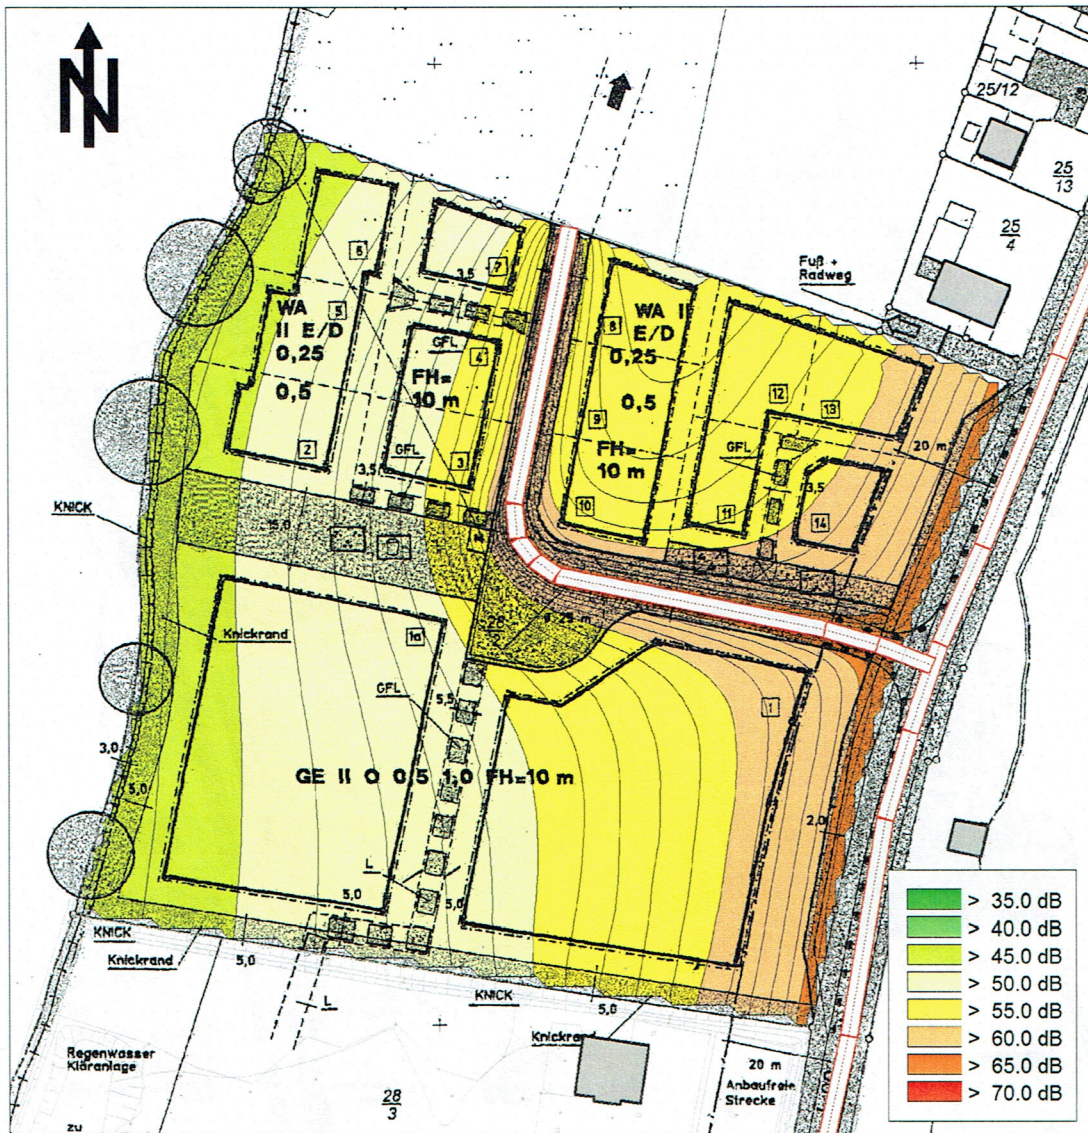 N
25/12
25
13
25
4
Fuß +
Radweg
6
7
3,5
5
WA
II E/D
0,25
0,5
GFL
4
FH=
10 m
8
WA II
E/D
0,25
0,5
9
FH=
10 m
12
13
GFL
20 m
3,5
2
3,5
GFL
3
10
11
14
KNICK
15,0
Knickrand
1a
GFL
5,5
1
3,0
5,0
GE II O 0,5 1,0 FH=10 m
2,0
L
5,0
5,0
KNICK
Knickrand
5,0
L
KNICK
5,0
Knickrand
Regenwasser
Kläranlage
28
3
zu
20 m
Anbaufreie
Strecke
> 35.0 dB
> 40.0 dB
> 45.0 dB
> 50.0 dB
> 55.0 dB
> 60.0 dB
> 65.0 dB
> 70.0 dB